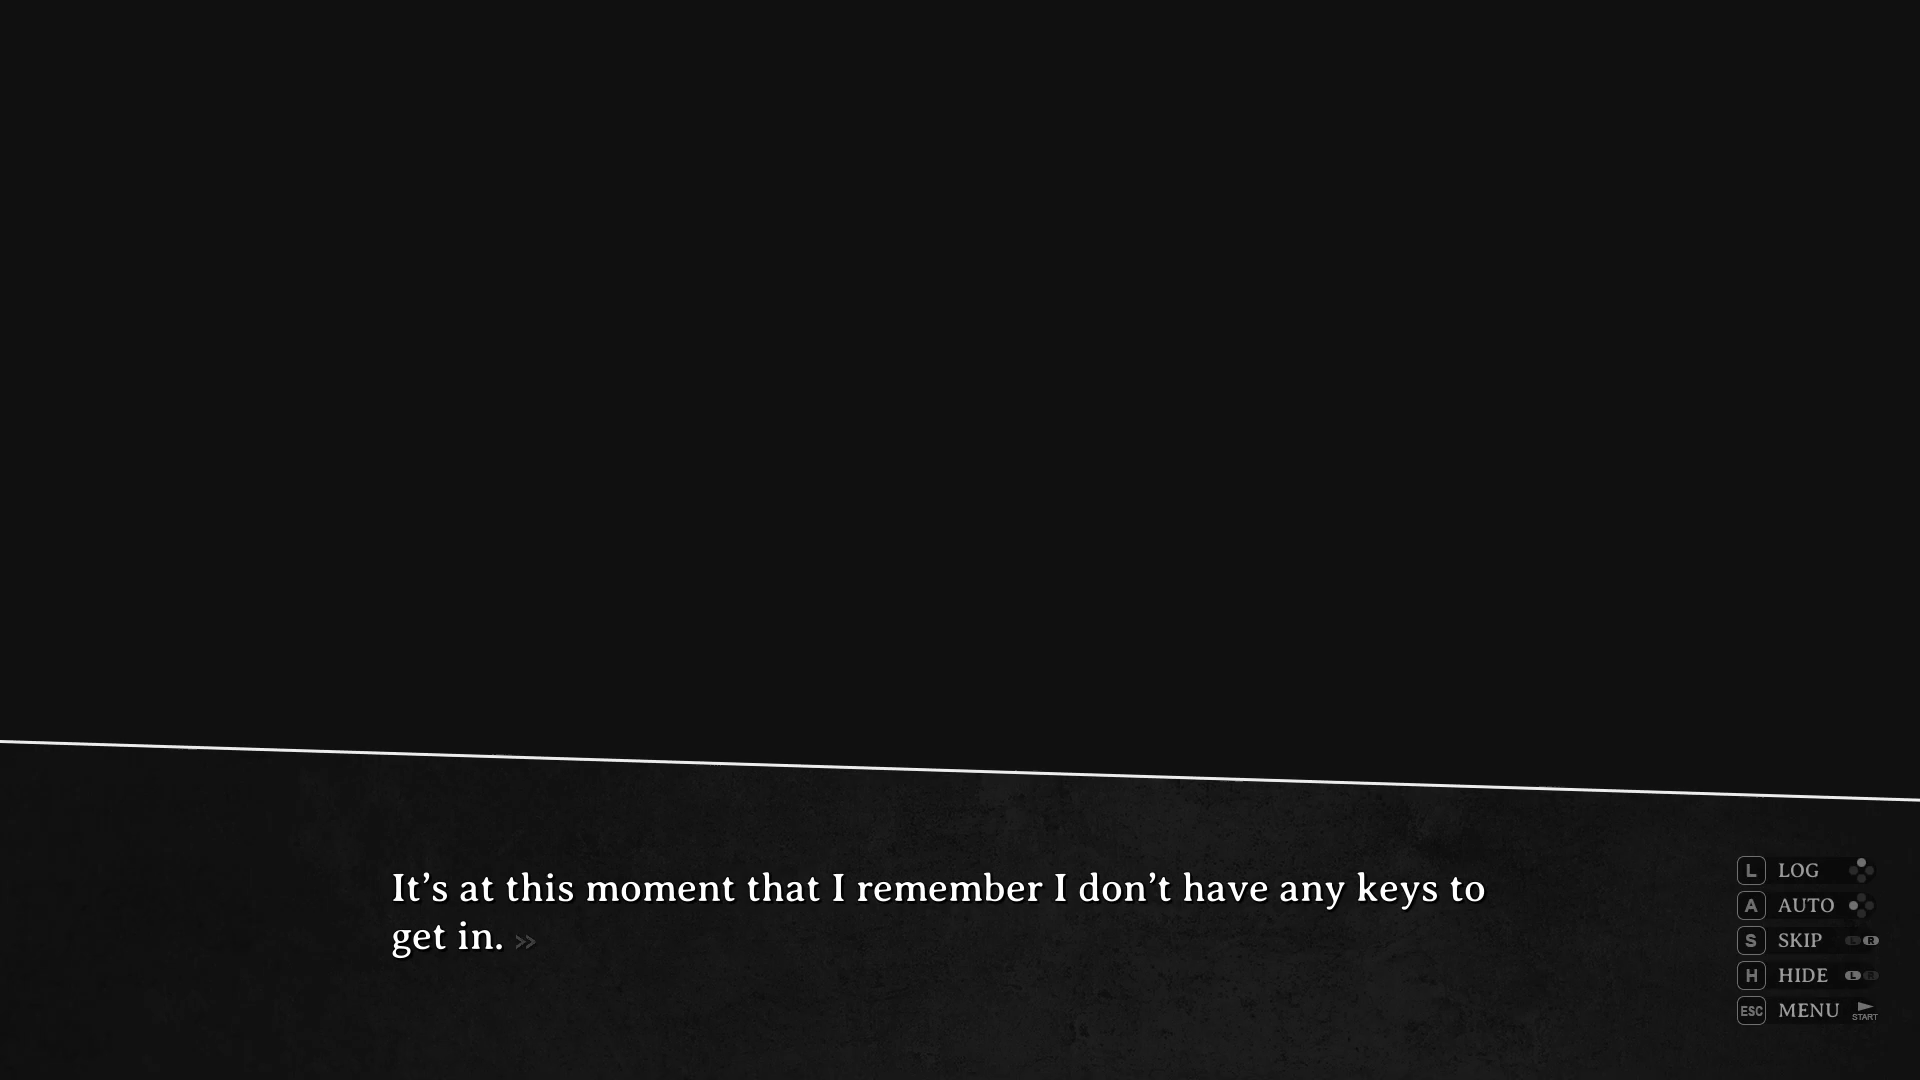 It’s at this moment that I remember I don’t have any keys to
get in. »
L LOG
A AUTO
S SKIP L R
H HIDE L R
ESC MENU START